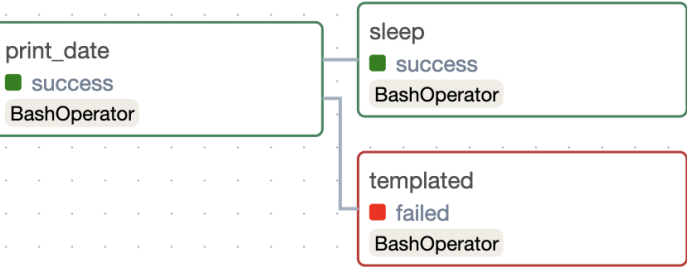 print_date
success
BashOperator
sleep
success
BashOperator
templated
failed
BashOperator